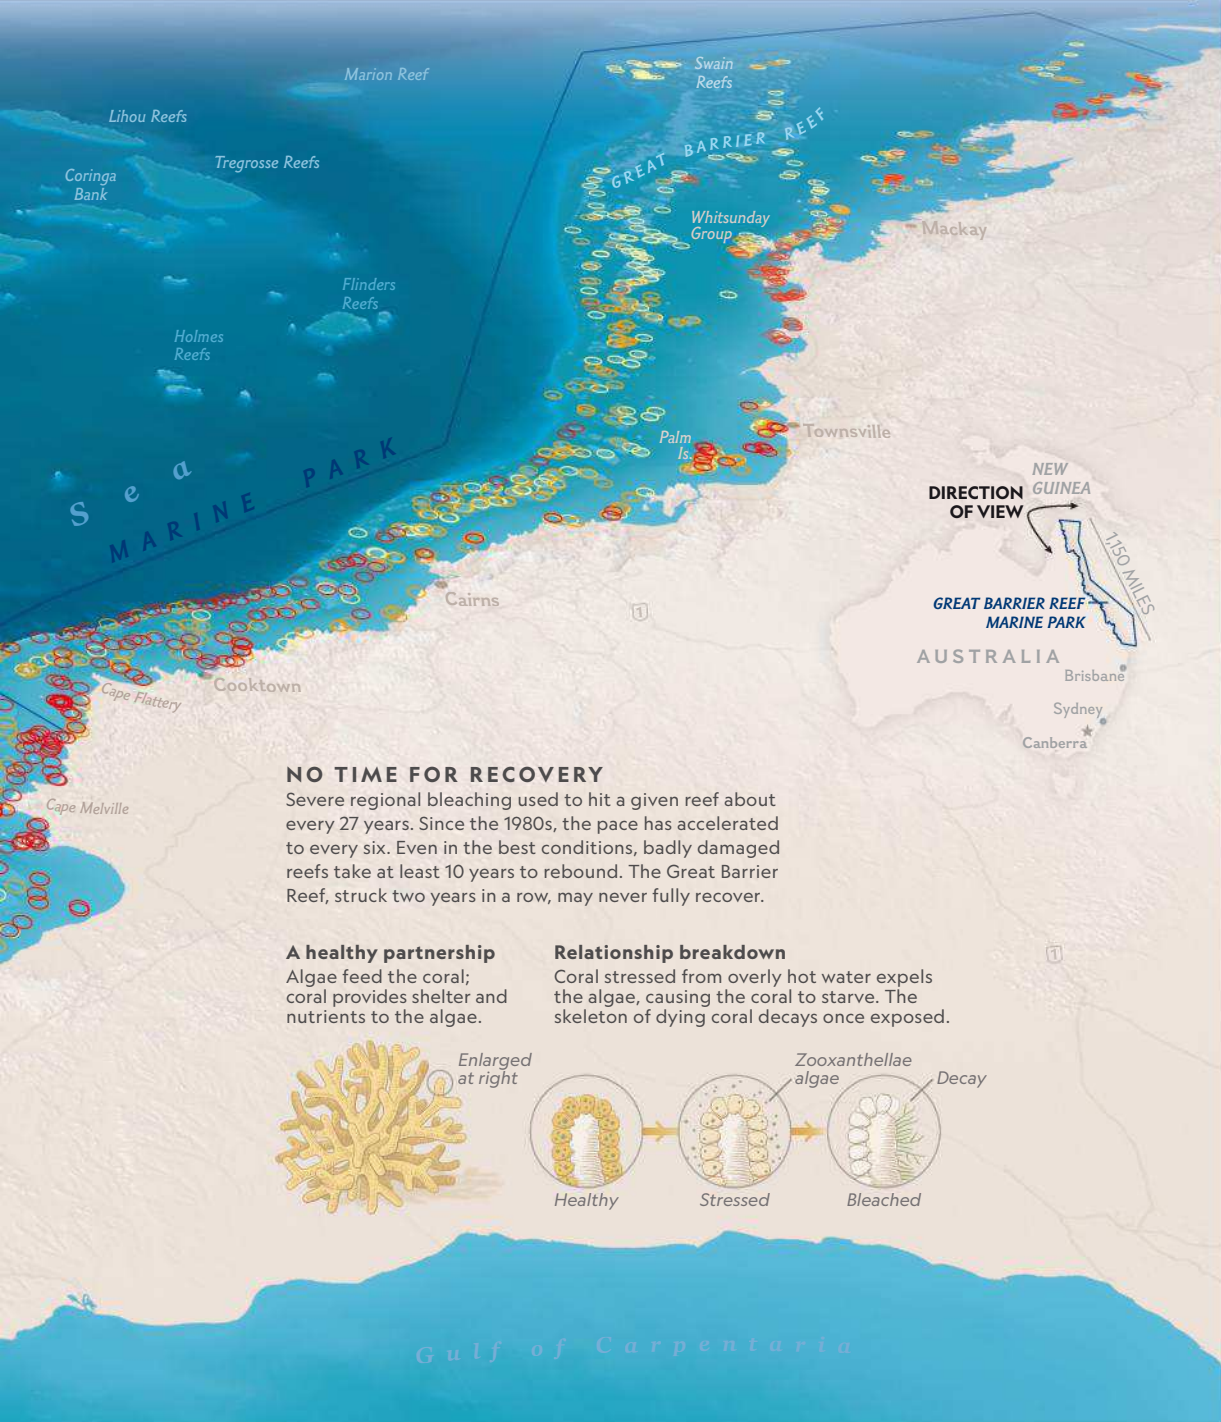 Marion Reef
Swain
Reefs
Lihou Reefs
GREAT BARRIER REEF
Tregrosse Reefs
Coringa
Bank
Whitsunday
Group
Mackay
Flinders
Reefs
Holmes
Reefs
Palm
Is.
Townsville
Sea
MARINE PARK
NEW
GUINEA
DIRECTION
OF VIEW
1,150 MILES
GREAT BARRIER REEF
MARINE PARK
AUSTRALIA
Brisbane
Sydney
Canberra
Cairns
1
Cooktown
Cape Flattery
Cape Melville
NO TIME FOR RECOVERY
Severe regional bleaching used to hit a given reef about
every 27 years. Since the 1980s, the pace has accelerated
to every six. Even in the best conditions, badly damaged
reefs take at least 10 years to rebound. The Great Barrier
Reef, struck two years in a row, may never fully recover.
A healthy partnership
Algae feed the coral;
coral provides shelter and
nutrients to the algae.
Relationship breakdown
Coral stressed from overly hot water expels
the algae, causing the coral to starve. The
skeleton of dying coral decays once exposed.
1
Enlarged
at right
Zooxanthellae
algae
Decay
Healthy
Stressed
Bleached
Gulf of Carpentaria